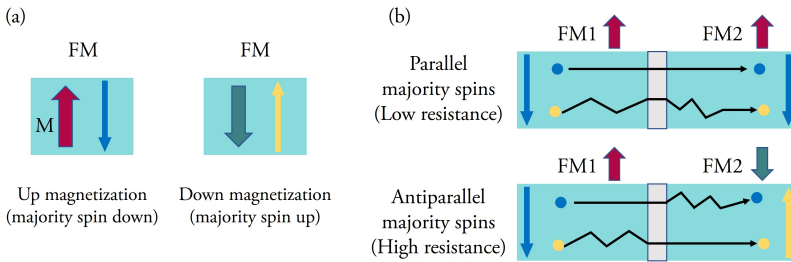 (a)
FM
FM
M
Up magnetization
(majority spin down)
Down magnetization
(majority spin up)
(b)
FM1
FM2
Parallel
majority spins
(Low resistance)
FM1
FM2
Antiparallel
majority spins
(High resistance)